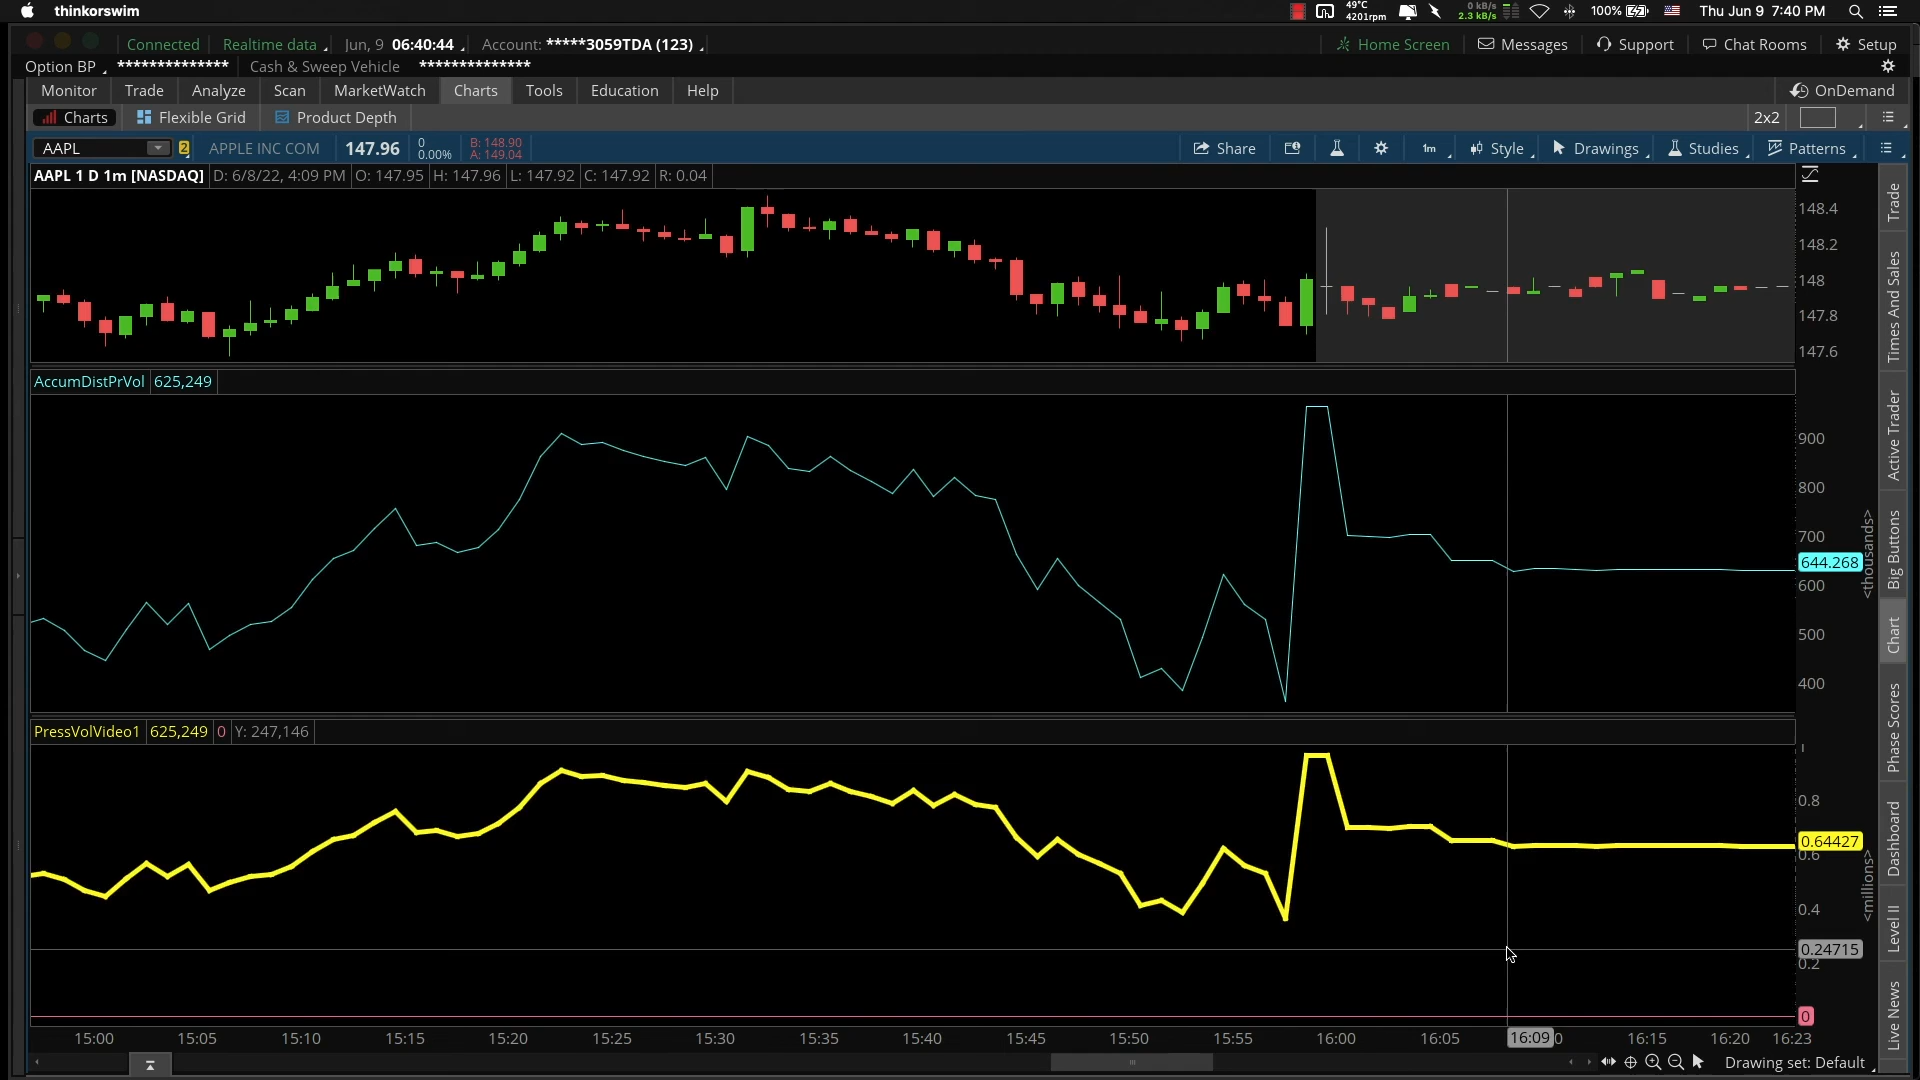 thinkorswim
49°C
4201rpm
0 kB/s
2.3 kB/s
100%
Thu Jun 9 7:40 PM
Connected
Realtime data
Jun, 9 06:40:44
Account: *****3059TDA (123)
Home Screen
Messages
Support
Chat Rooms
Setup
Option BP
**************
Cash & Sweep Vehicle
**************
Monitor
Trade
Analyze
Scan
MarketWatch
Charts
Tools
Education
Help
OnDemand
Charts
Flexible Grid
Product Depth
2x2
AAPL
2
APPLE INC COM
147.96
0
0.00%
B: 148.90
A: 149.04
Share
1m
Style
Drawings
Studies
Patterns
AAPL 1 D 1m [NASDAQ]
D: 6/8/22, 4:09 PM
O: 147.95
H: 147.96
L: 147.92
C: 147.92
R: 0.04
148.4
148.2
148
147.8
147.6
AccumDistPrVol
625,249
900
800
700
644.268
600
500
400
<thousands>
PressVolVideo1
625,249
0
Y: 247,146
0.8
0.64427
0.6
0.4
0.24715
0.2
0
<millions>
15:00
15:05
15:10
15:15
15:20
15:25
15:30
15:35
15:40
15:45
15:50
15:55
16:00
16:05
16:09
0
16:15
16:20
16:23
Drawing set: Default
Trade
Times And Sales
Active Trader
Big Buttons
Chart
Phase Scores
Dashboard
Level II
Live News